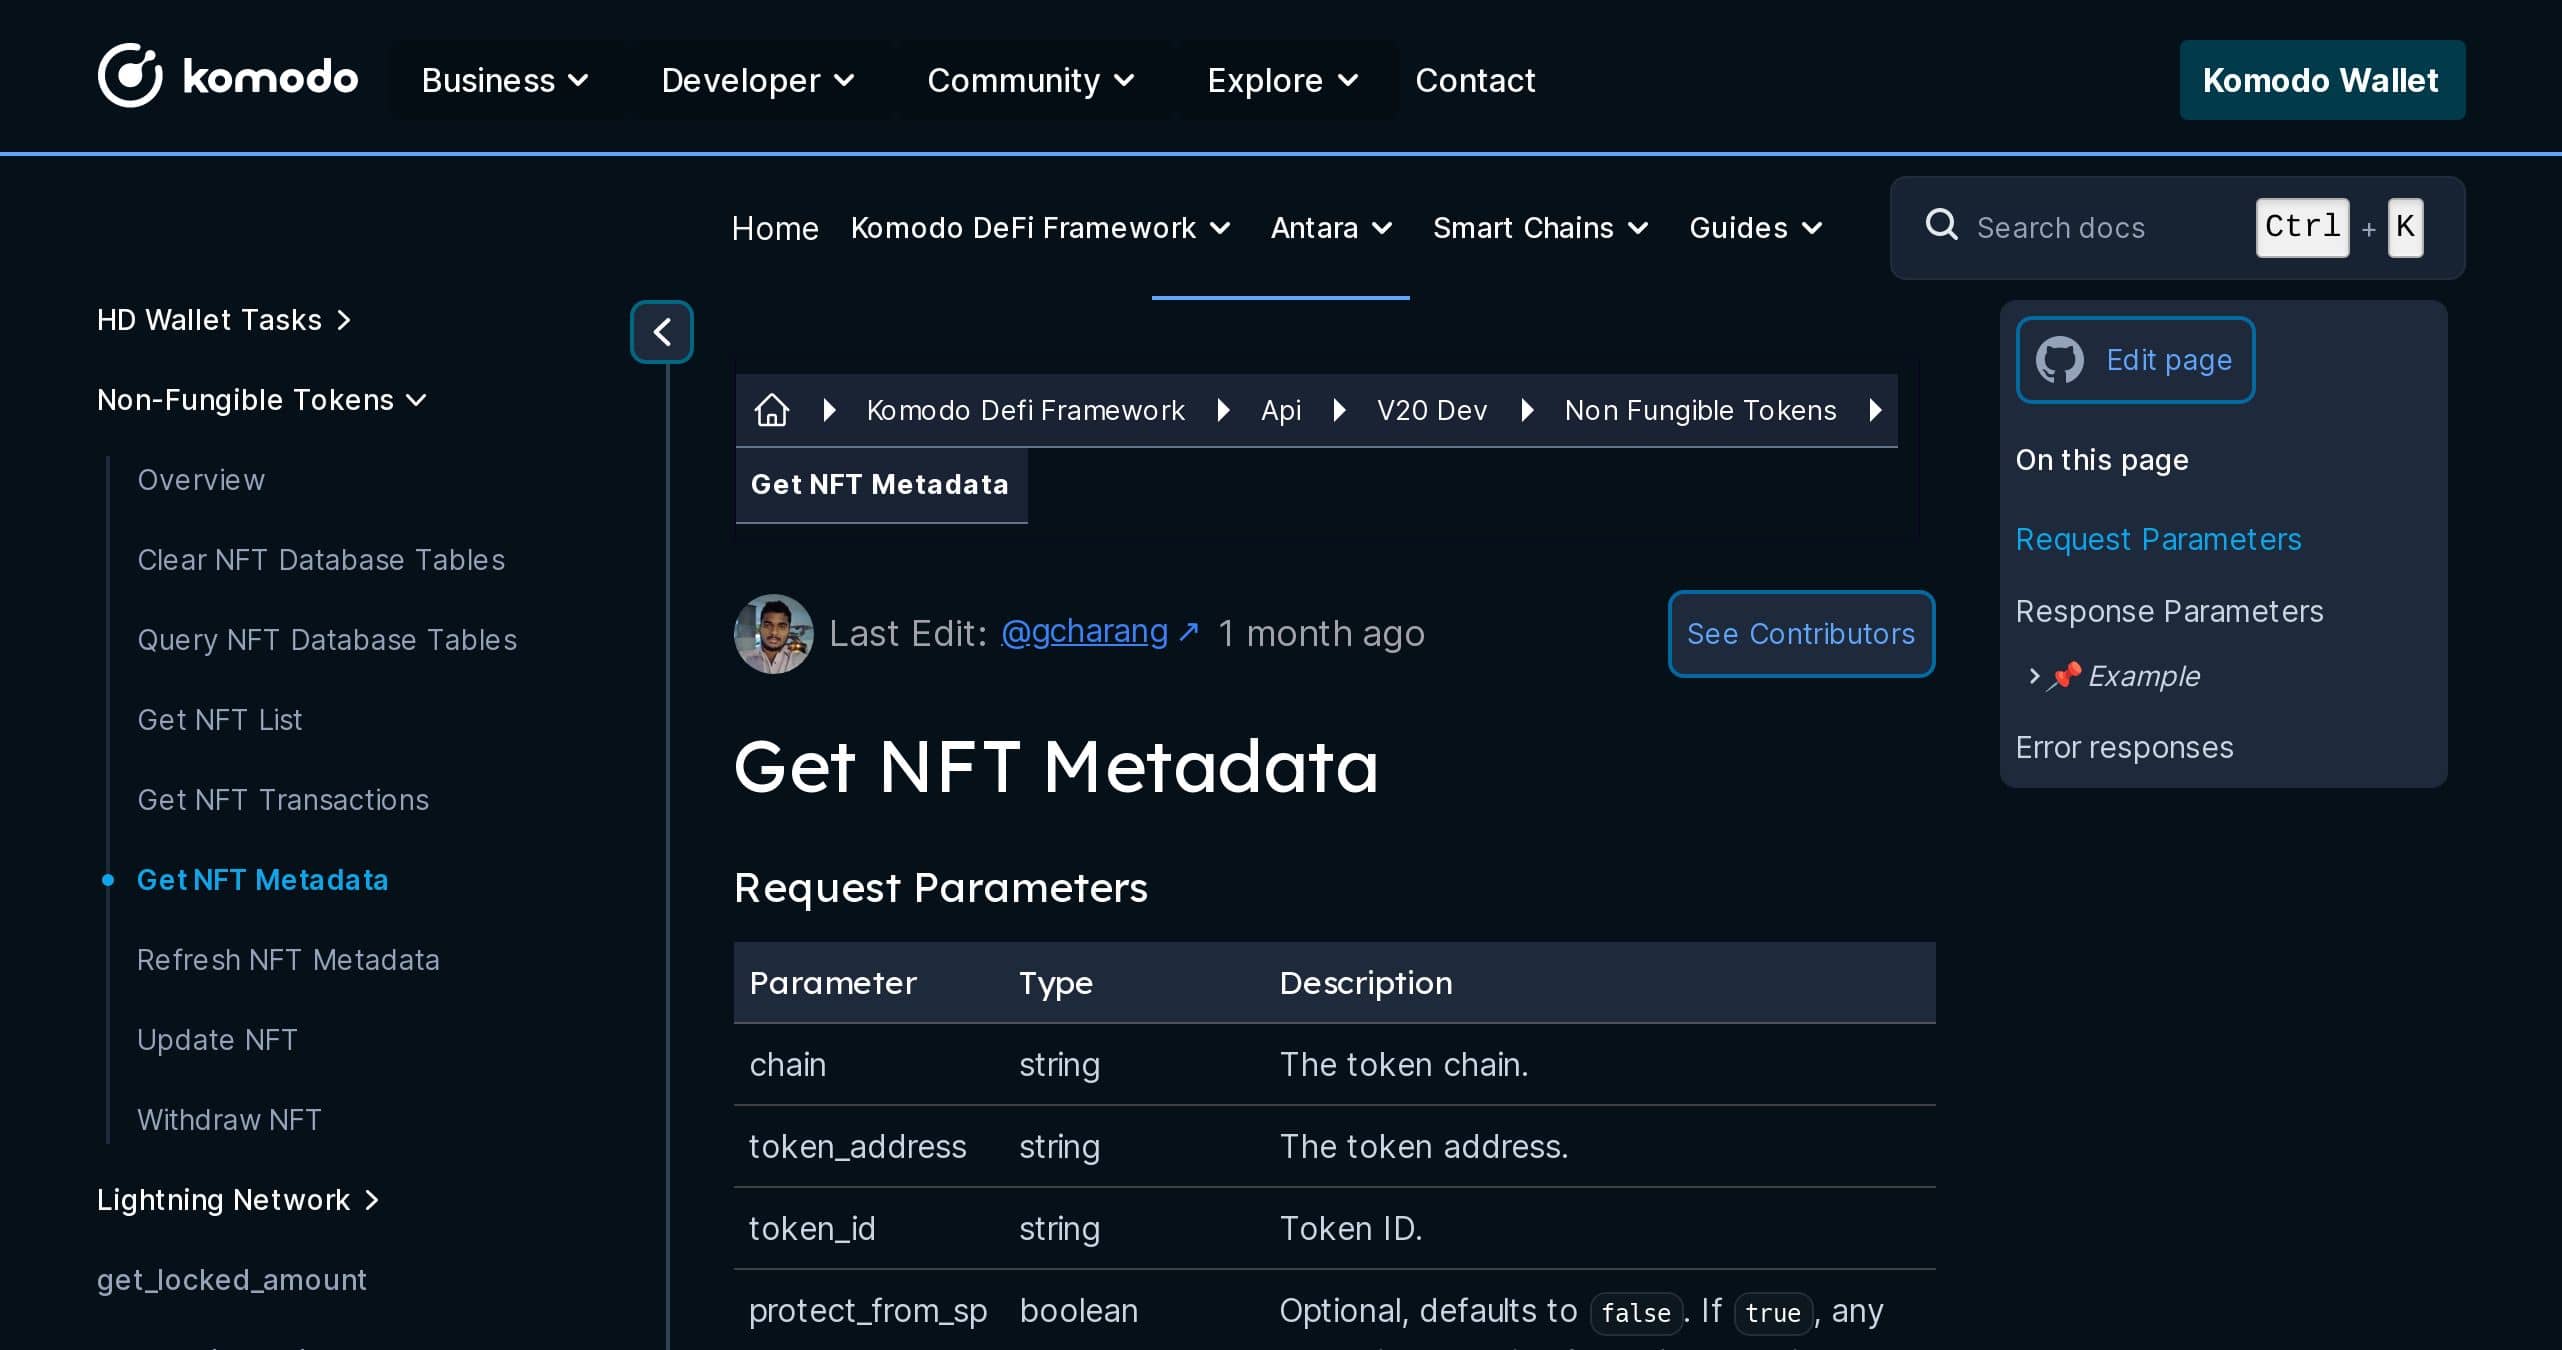 komodo Business Developer Community Explore Contact Komodo Wallet
Home Komodo DeFi Framework Antara Smart Chains Guides Search docs Ctrl + K
HD Wallet Tasks
Non-Fungible Tokens
Overview
Clear NFT Database Tables
Query NFT Database Tables
Get NFT List
Get NFT Transactions
Get NFT Metadata
Refresh NFT Metadata
Update NFT
Withdraw NFT
Lightning Network
get_locked_amount
Komodo Defi Framework Api V20 Dev Non Fungible Tokens
Get NFT Metadata
Last Edit: @gcharang ↗ 1 month ago See Contributors
Get NFT Metadata
Request Parameters
Parameter Type Description
chain string The token chain.
token_address string The token address.
token_id string Token ID.
protect_from_sp boolean Optional, defaults to false. If true, any
Edit page
On this page
Request Parameters
Response Parameters
📌 Example
Error responses